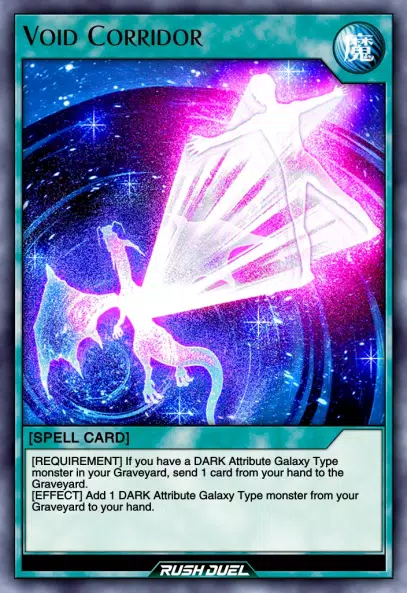 VOID CORRIDOR
魔
[SPELL CARD]
[REQUIREMENT] If you have a DARK Attribute Galaxy Type
monster in your Graveyard, send 1 card from your hand to the
Graveyard.
[EFFECT] Add 1 DARK Attribute Galaxy Type monster from your
Graveyard to your hand.
RUSH DUEL